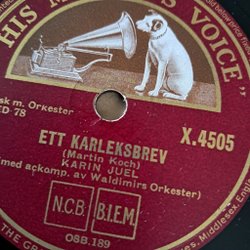 HIS MASTER'S VOICE"
sk m. Orkester
ED 78
X.4505
ETT KARLEKSBREV
(Martin Koch)
KARIN JUEL
(med ackomp. av Waldimirs Orkester)
N.C.B.
B.I.E.M.
OSB.189